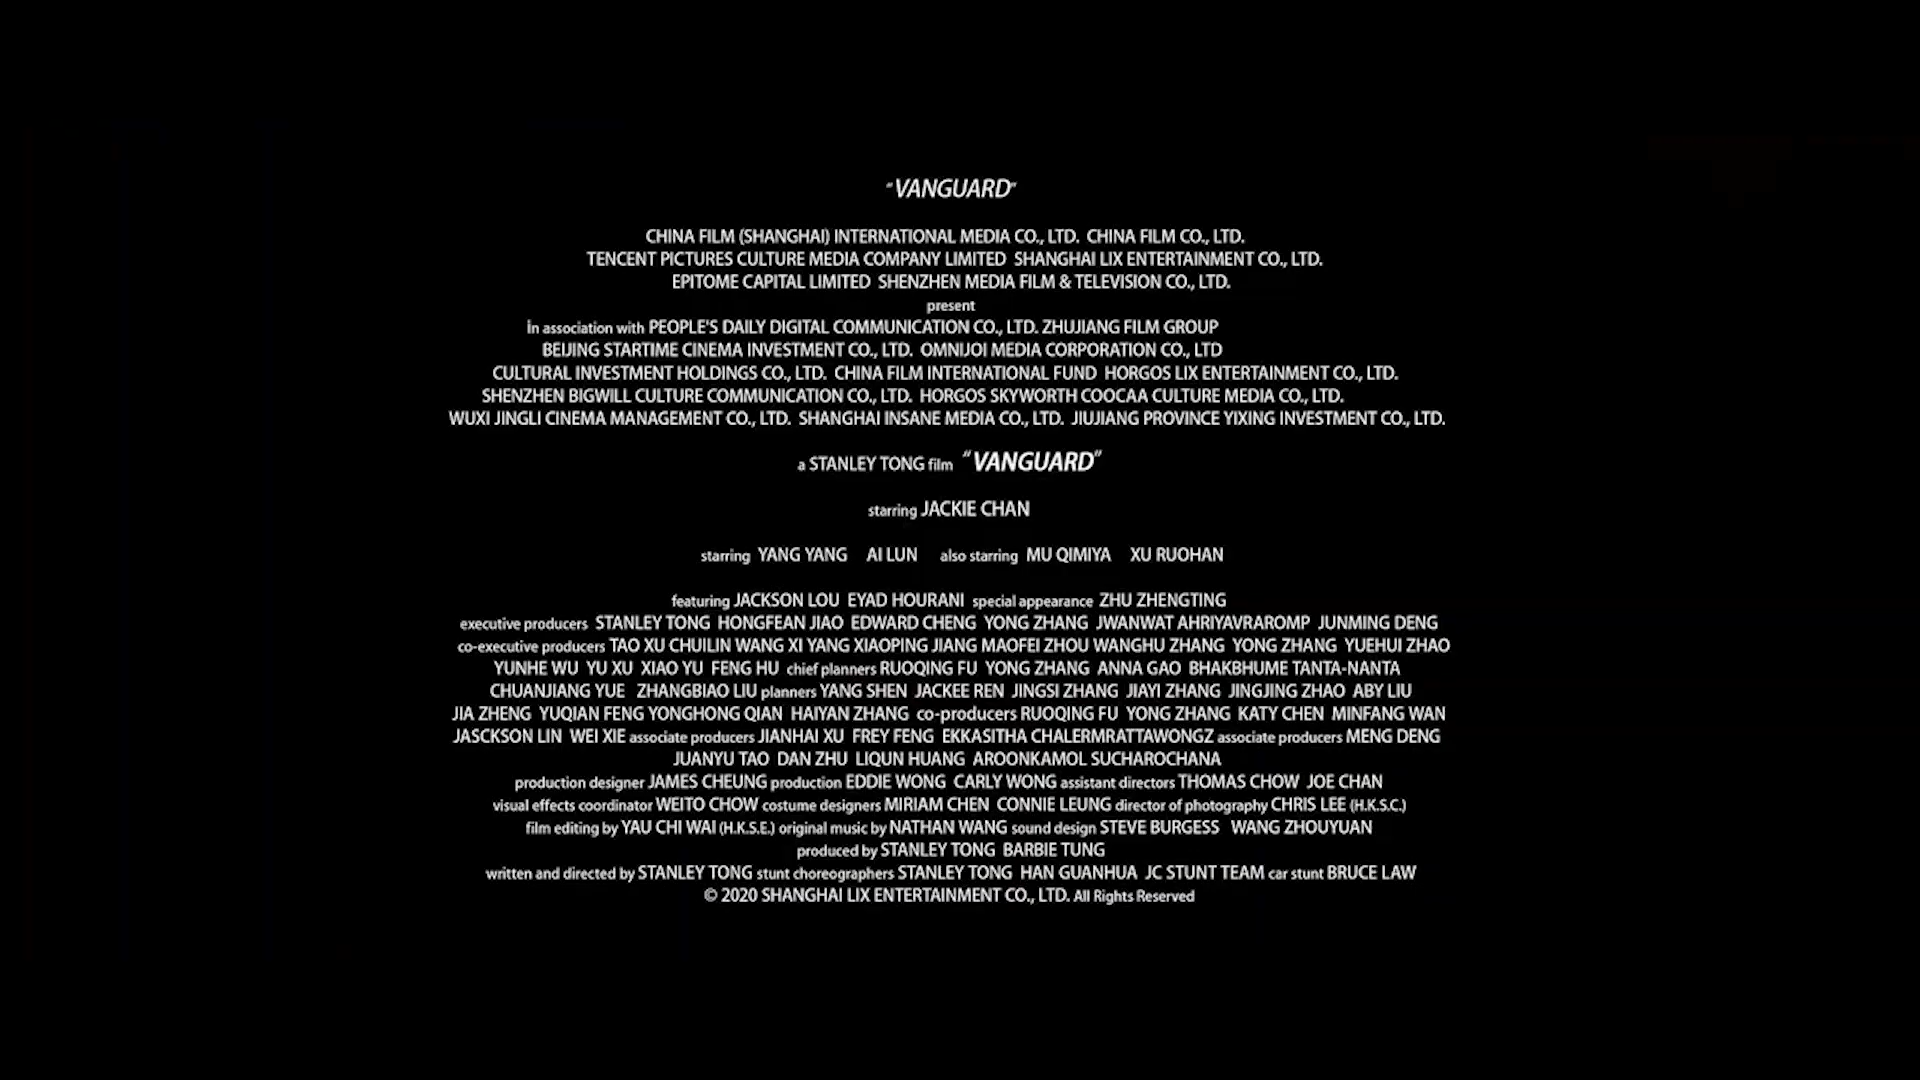 "VANGUARD"
CHINA FILM (SHANGHAI) INTERNATIONAL MEDIA CO., LTD. CHINA FILM CO., LTD.
TENCENT PICTURES CULTURE MEDIA COMPANY LIMITED SHANGHAI LIX ENTERTAINMENT CO., LTD.
EPITOME CAPITAL LIMITED SHENZHEN MEDIA FILM & TELEVISION CO., LTD.
present
in association with PEOPLE'S DAILY DIGITAL COMMUNICATION CO., LTD. ZHUJIANG FILM GROUP
BEIJING STARTIME CINEMA INVESTMENT CO., LTD. OMNIJOI MEDIA CORPORATION CO., LTD
CULTURAL INVESTMENT HOLDINGS CO., LTD. CHINA FILM INTERNATIONAL FUND HORGOS LIX ENTERTAINMENT CO., LTD.
SHENZHEN BIGWILL CULTURE COMMUNICATION CO., LTD. HORGOS SKYWORTH COOCAA CULTURE MEDIA CO., LTD.
WUXI JINGLI CINEMA MANAGEMENT CO., LTD. SHANGHAI INSANE MEDIA CO., LTD. JIUJIANG PROVINCE YIXING INVESTMENT CO., LTD.
a STANLEY TONG film "VANGUARD"
starring JACKIE CHAN
starring YANG YANG AI LUN also starring MU QIMIYA XU RUOHAN
featuring JACKSON LOU EYAD HOURANI special appearance ZHU ZHENGTING
executive producers STANLEY TONG HONGFEAN JIAO EDWARD CHENG YONG ZHANG JWANWAT AHRIYAVRAROMP JUNMING DENG
co-executive producers TAO XU CHUILIN WANG XI YANG XIAOPING JIANG MAOFEI ZHOU WANGHU ZHANG YONG ZHANG YUEHUI ZHAO
YUNHE WU YU XU XIAO YU FENG HU chief planners RUOQING FU YONG ZHANG ANNA GAO BHAKBHUME TANTA-NANTA
CHUANJIANG YUE ZHANGBIAO LIU planners YANG SHEN JACKEE REN JINGSI ZHANG JIAYI ZHANG JINGJING ZHAO ABY LIU
JIA ZHENG YUQIAN FENG YONGHONG QIAN HAIYAN ZHANG co-producers RUOQING FU YONG ZHANG KATY CHEN MINFANG WAN
JASCKSON LIN WEI XIE associate producers JIANHAI XU FREY FENG EKKASITHA CHALERMRATTAWONGZ associate producers MENG DENG
JUANYU TAO DAN ZHU LIQUN HUANG AROONKAMOL SUCHAROCHANA
production designer JAMES CHEUNG production EDDIE WONG CARLY WONG assistant directors THOMAS CHOW JOE CHAN
visual effects coordinator WEITO CHOW costume designers MIRIAM CHEN CONNIE LEUNG director of photography CHRIS LEE (H.K.S.C.)
film editing by YAU CHI WAI (H.K.S.E.) original music by NATHAN WANG sound design STEVE BURGESS WANG ZHOUYUAN
produced by STANLEY TONG BARBIE TUNG
written and directed by STANLEY TONG stunt choreographers STANLEY TONG HAN GUANHUA JC STUNT TEAM car stunt BRUCE LAW
© 2020 SHANGHAI LIX ENTERTAINMENT CO., LTD. All Rights Reserved